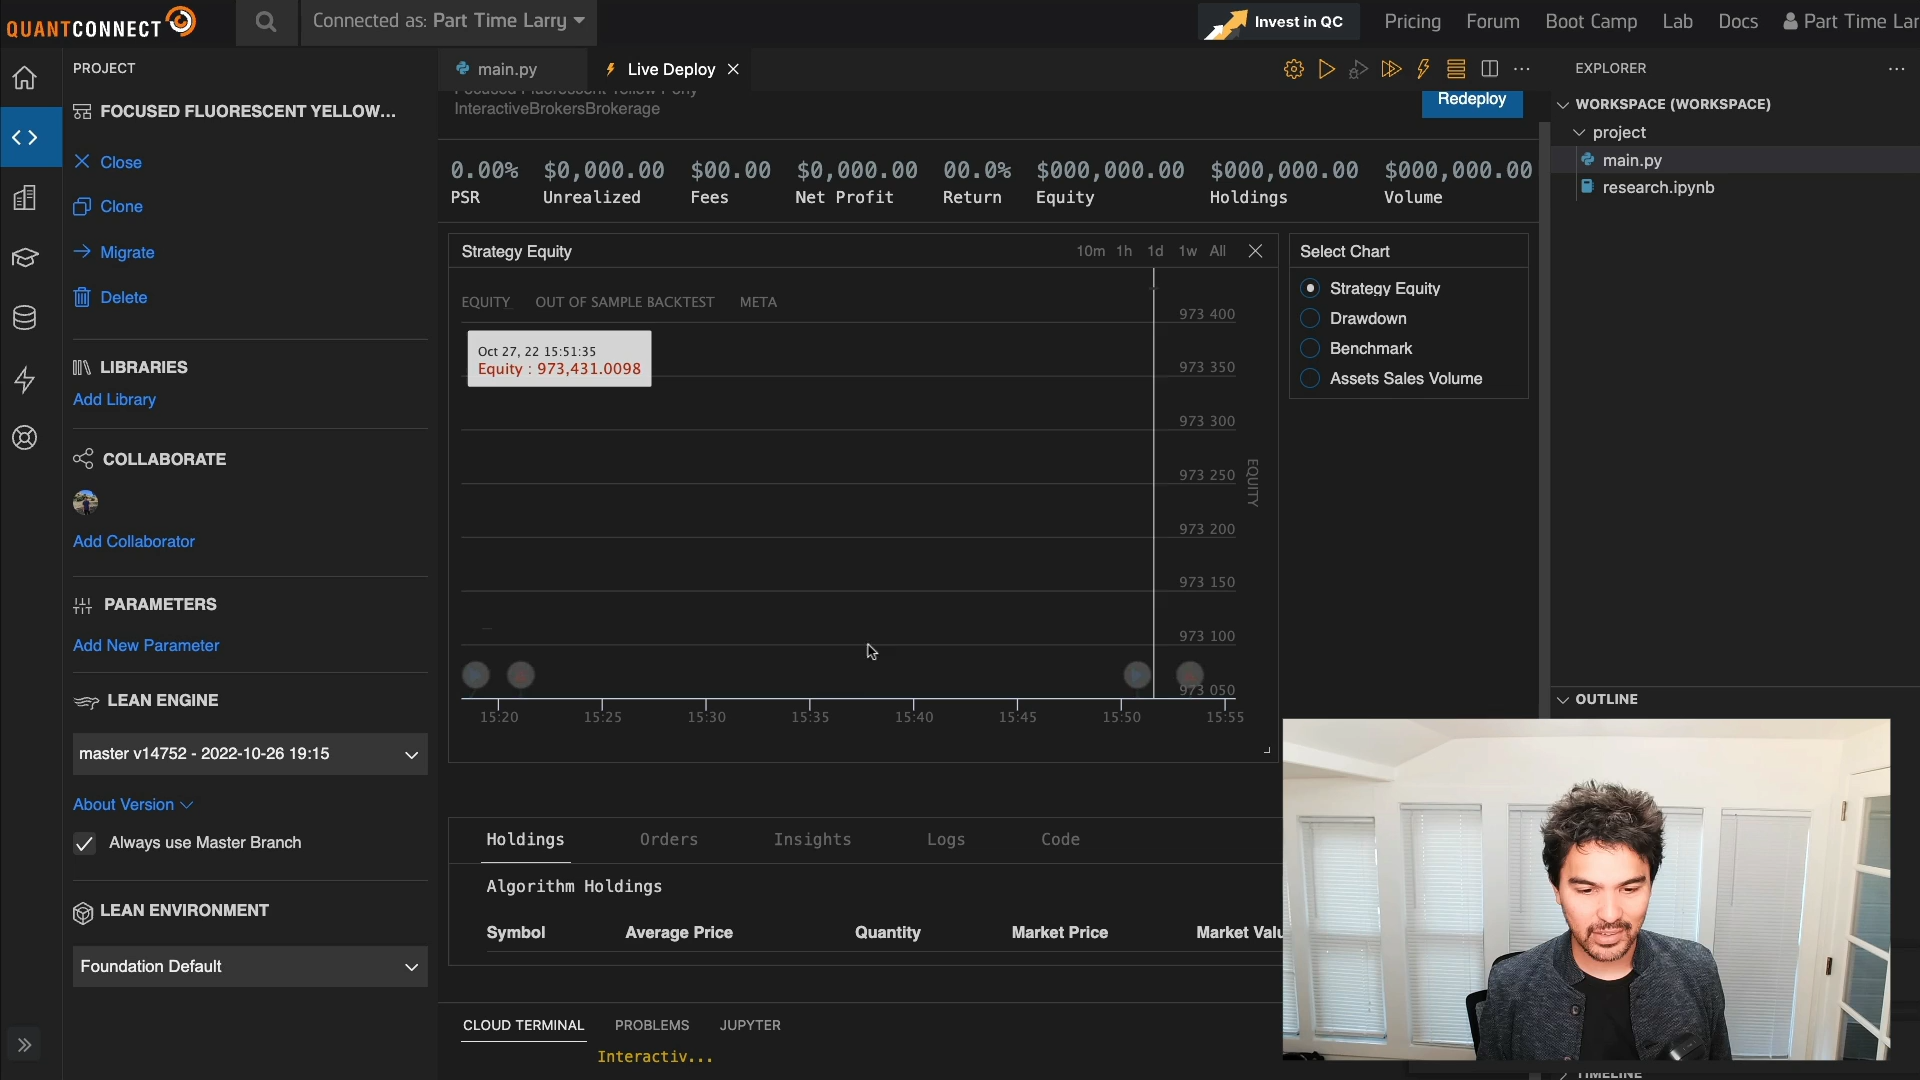 QUANTCONNECT
Connected as: Part Time Larry
Invest in QC
Pricing
Forum
Boot Camp
Lab
Docs
Part Time Lar
PROJECT
FOCUSED FLUORESCENT YELLOW...
Close
Clone
Migrate
Delete
LIBRARIES
Add Library
COLLABORATE
Add Collaborator
PARAMETERS
Add New Parameter
LEAN ENGINE
master v14752 - 2022-10-26 19:15
About Version
Always use Master Branch
LEAN ENVIRONMENT
Foundation Default
main.py
Live Deploy
Focused Fluorescent Yellow Pony
InteractiveBrokersBrokerage
Redeploy
0.00% $0,000.00 $00.00 $0,000.00 00.0% $000,000.00 $000,000.00 $000,000.00
PSR Unrealized Fees Net Profit Return Equity Holdings Volume
Strategy Equity
10m 1h 1d 1w All
EQUITY OUT OF SAMPLE BACKTEST META
Oct 27, 22 15:51:35
Equity : 973,431.0098
973 400
973 350
973 300
973 250
973 200
973 150
973 100
973 050
EQUITY
15:20 15:25 15:30 15:35 15:40 15:45 15:50 15:55
Select Chart
Strategy Equity
Drawdown
Benchmark
Assets Sales Volume
Holdings Orders Insights Logs Code
Algorithm Holdings
Symbol Average Price Quantity Market Price Market Valu
CLOUD TERMINAL PROBLEMS JUPYTER
Interactiv...
EXPLORER
WORKSPACE (WORKSPACE)
project
main.py
research.ipynb
OUTLINE
TIMELINE